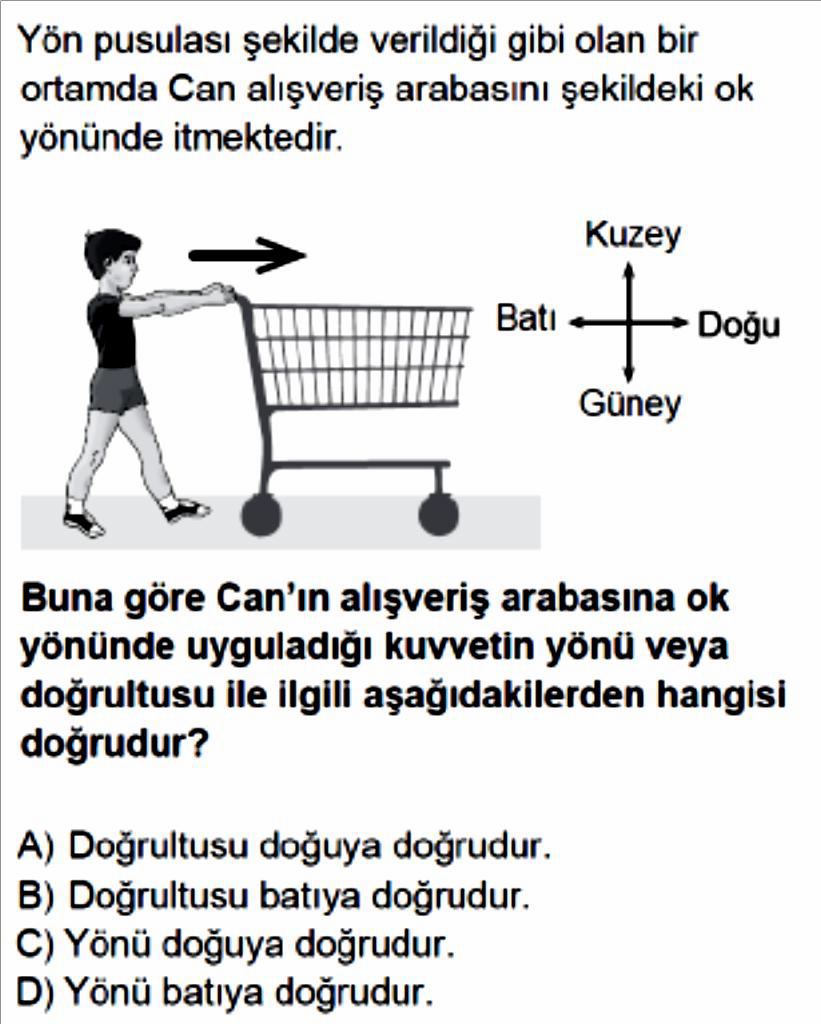 Yön pusulası şekilde verildiği gibi olan bir
ortamda Can alışveriş arabasını şekildeki ok
yönünde itmektedir.
Kuzey
Batı
Doğu
Güney
Buna göre Can’ın alışveriş arabasına ok
yönünde uyguladığı kuvvetin yönü veya
doğrultusu ile ilgili aşağıdakilerden hangisi
doğrudur?
A) Doğrultusu doğuya doğrudur.
B) Doğrultusu batıya doğrudur.
C) Yönü doğuya doğrudur.
D) Yönü batıya doğrudur.